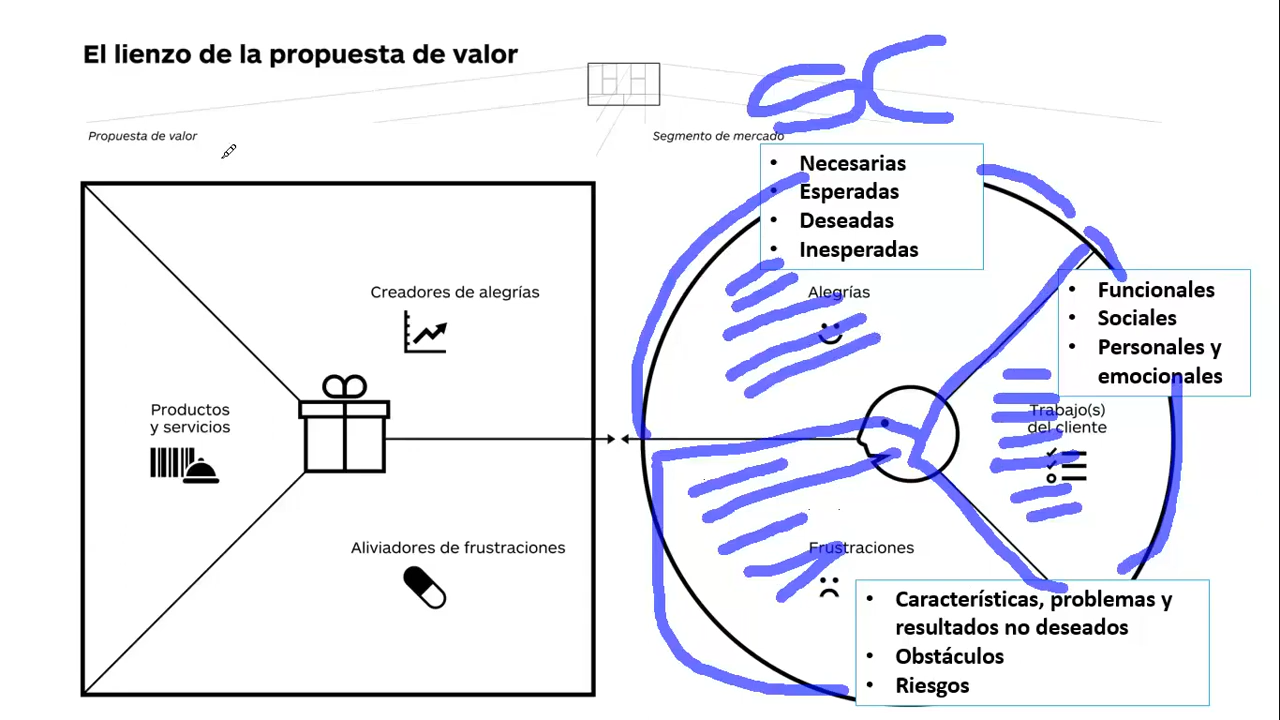 El lienzo de la propuesta de valor
SC
Propuesta de valor
Segmento de mercado
• Necesarias
• Esperadas
• Deseadas
• Inesperadas
Creadores de alegrías
Alegrías
• Funcionales
• Sociales
• Personales y
emocionales
Productos
y servicios
Trabajo(s)
del cliente
Aliviadores de frustraciones
Frustraciones
• Características, problemas y
resultados no deseados
• Obstáculos
• Riesgos